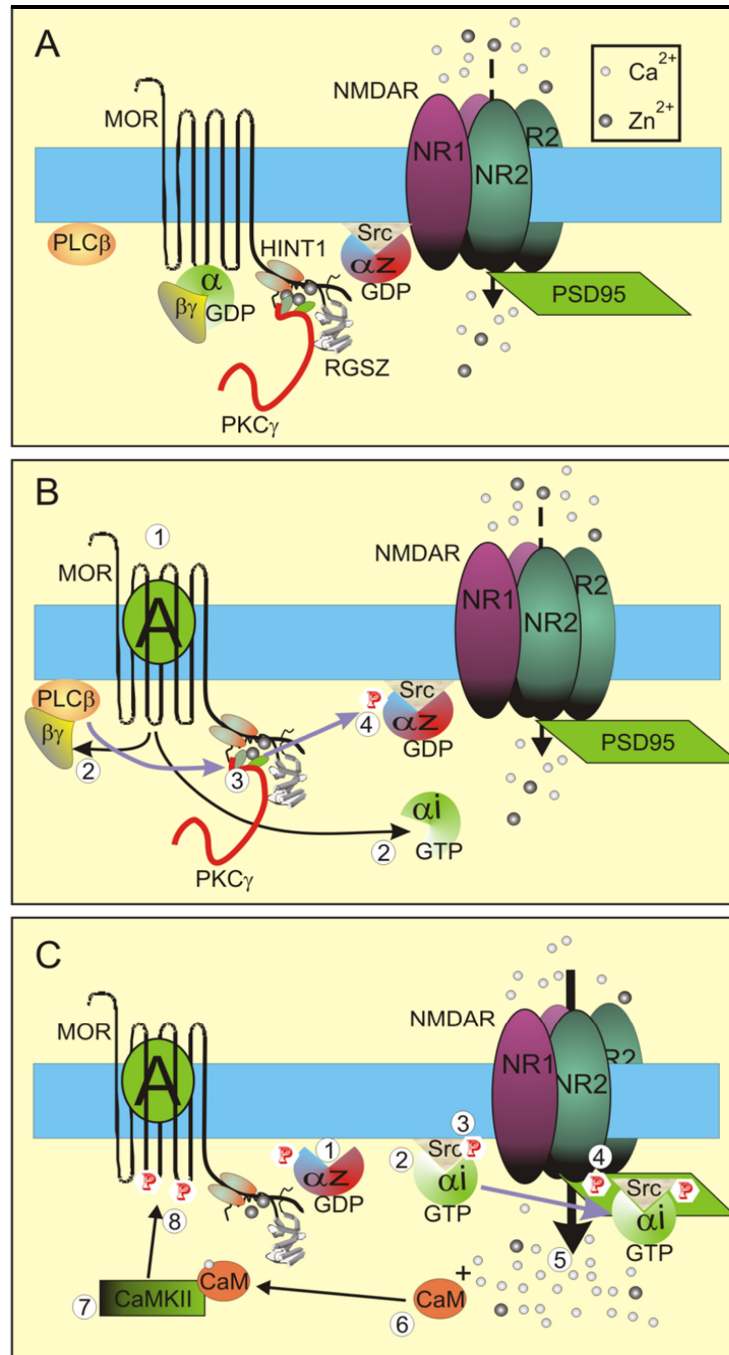 A
MOR
NMDAR
Ca2+
Zn2+
NR1
NR2
R2
PLCβ
HINT1
Src
αz
GDP
α
βγ
GDP
PSD95
RGSZ
PKCγ
B
1
MOR
NMDAR
A
NR1
NR2
R2
PLCβ
βγ
P
Src
4
αz
GDP
PSD95
2
3
αi
GTP
2
PKCγ
C
MOR
NMDAR
A
NR1
NR2
R2
P
1
αz
GDP
2
Src
3
P
αi
GTP
4
P
Src
P
αi
GTP
P
P
8
5
7
CaMKII
CaM
CaM
+
6